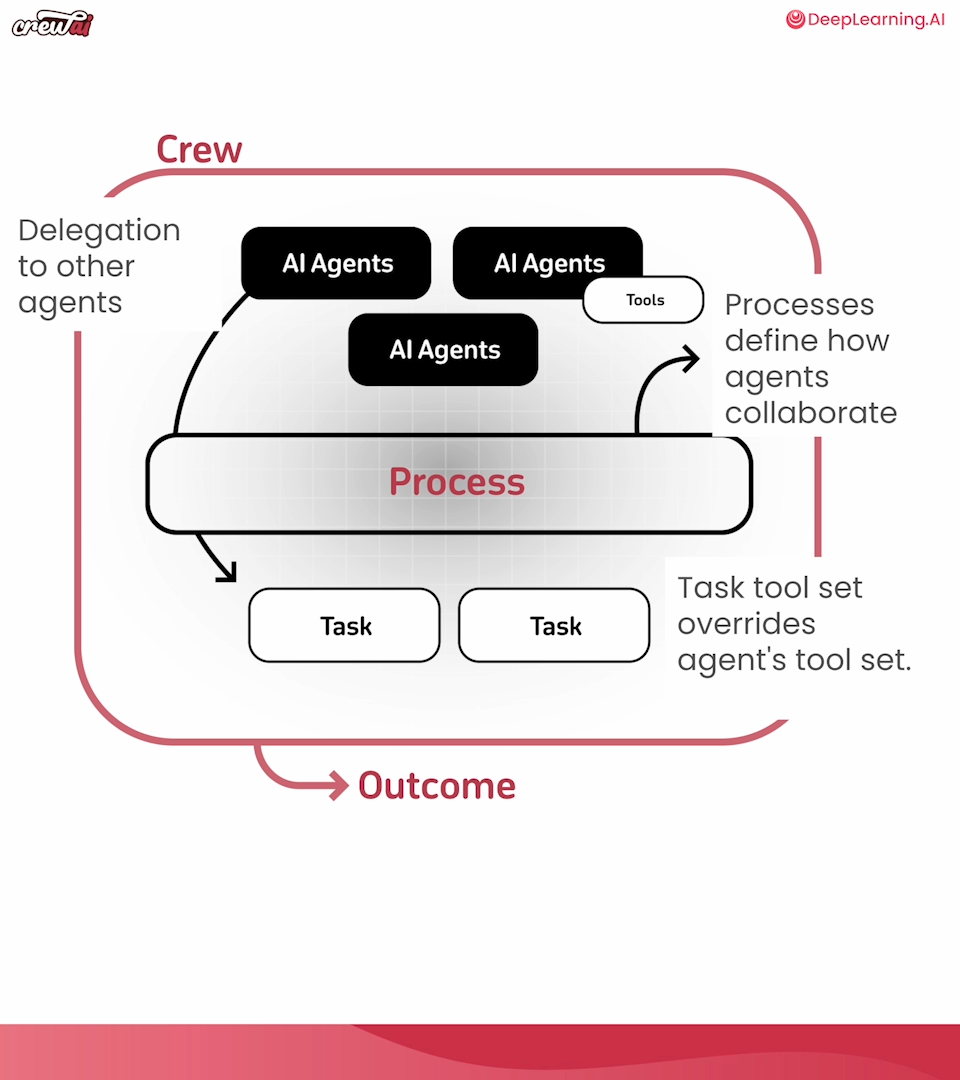 crewai
DeepLearning.AI
Crew
Delegation
to other
agents
AI Agents
AI Agents
Tools
AI Agents
Processes
define how
agents
collaborate
Process
Task
Task
Task tool set
overrides
agent's tool set.
Outcome